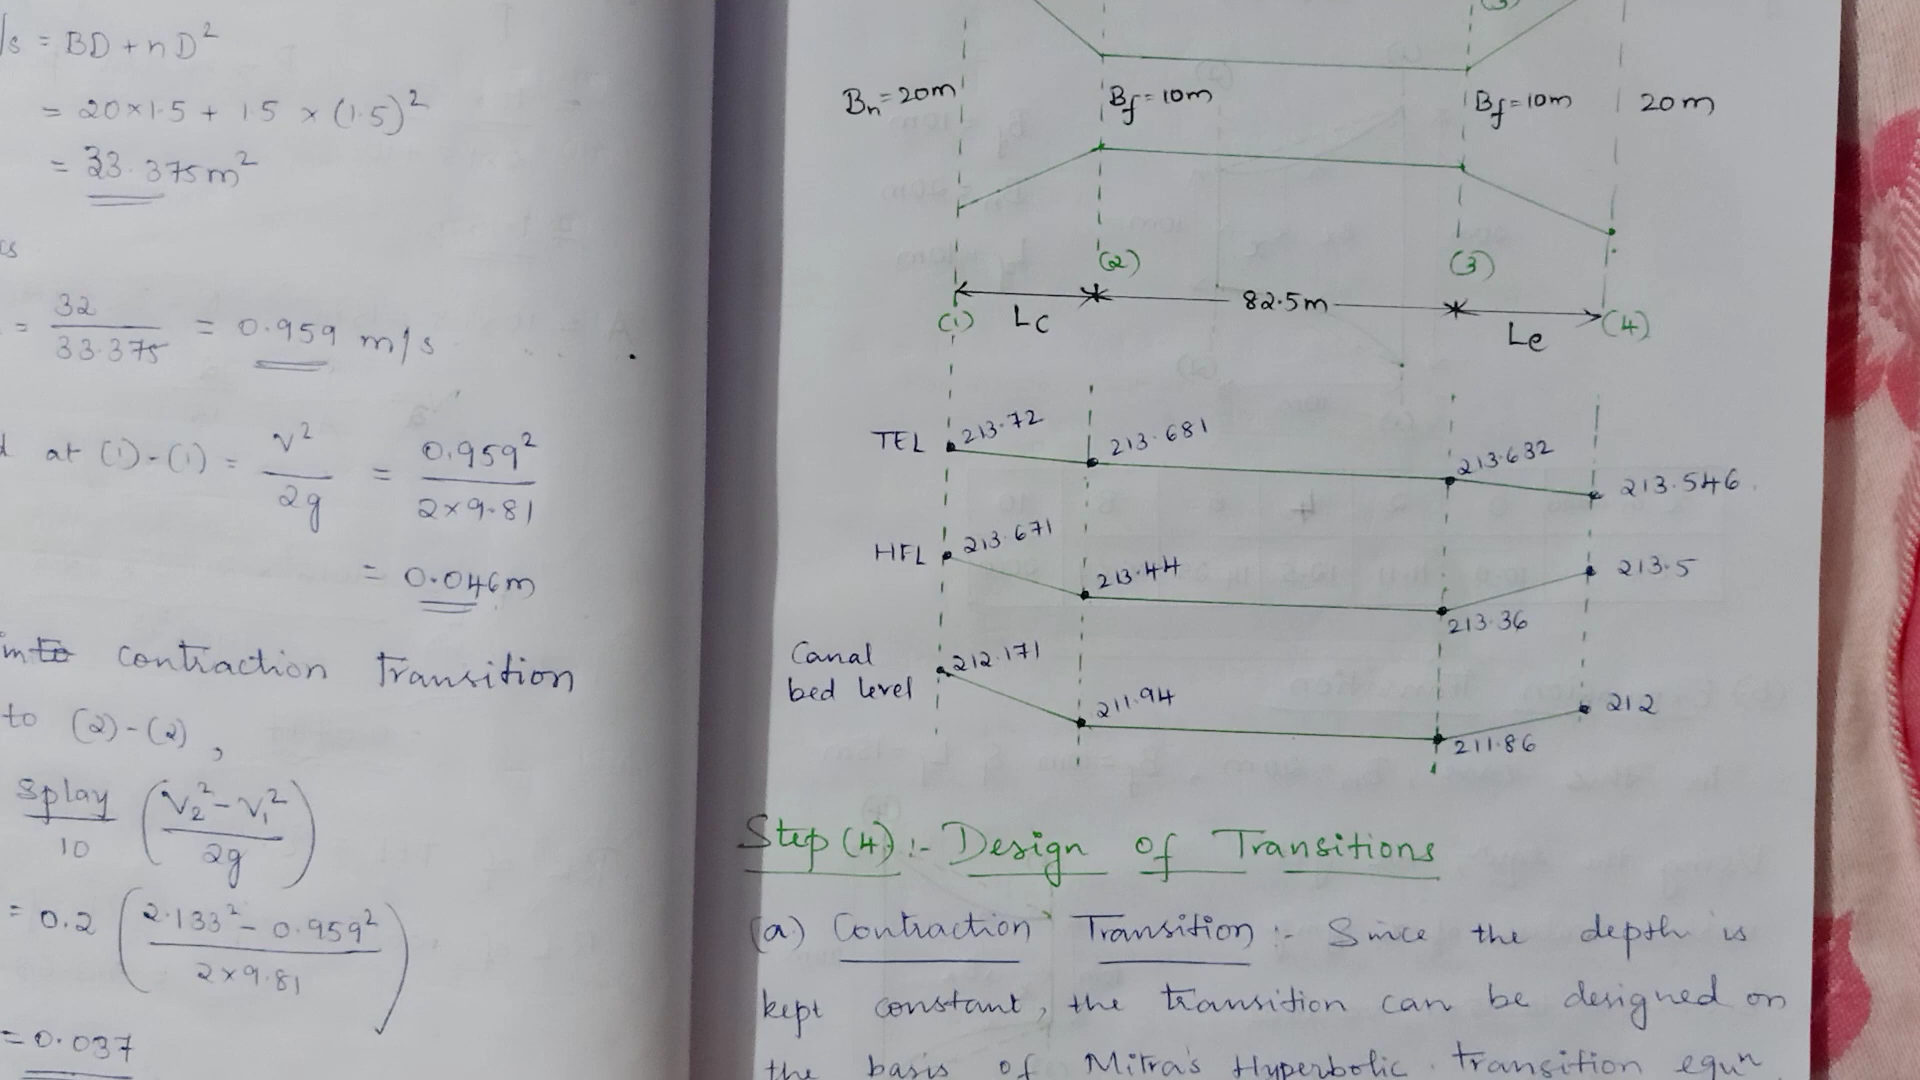 /s = BD + nD²
= 20×1.5 + 1.5 × (1.5)²
= 33.375m²
= 32/33.375 = 0.959 m/s
at (1)-(1) = v²/2g = 0.959²/2×9.81
= 0.046m
into contraction transition
to (2)-(2),
splay/10 (V₂²-V₁²/2g)
= 0.2 (2.133² - 0.959²/2×9.81)
= 0.037
Bn = 20m Bf = 10m Bf = 10m 20m
(2) (3)
(1) Lc 82.5m Le (4)
TEL 213.72 213.681 213.632 213.546
HFL 213.671 213.44 213.36 213.5
Canal
bed level 212.171 211.94 211.86 212
Step (4):- Design of Transitions
(a) Contraction Transition :- Since the depth is
kept constant, the transition can be designed on
the basis of Mitra's Hyperbolic transition equn